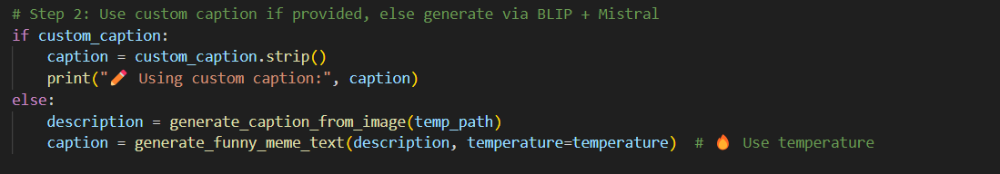 # Step 2: Use custom caption if provided, else generate via BLIP + Mistral
if custom_caption:
    caption = custom_caption.strip()
    print("✏️ Using custom caption:", caption)
else:
    description = generate_caption_from_image(temp_path)
    caption = generate_funny_meme_text(description, temperature=temperature)  # 🔥 Use temperature